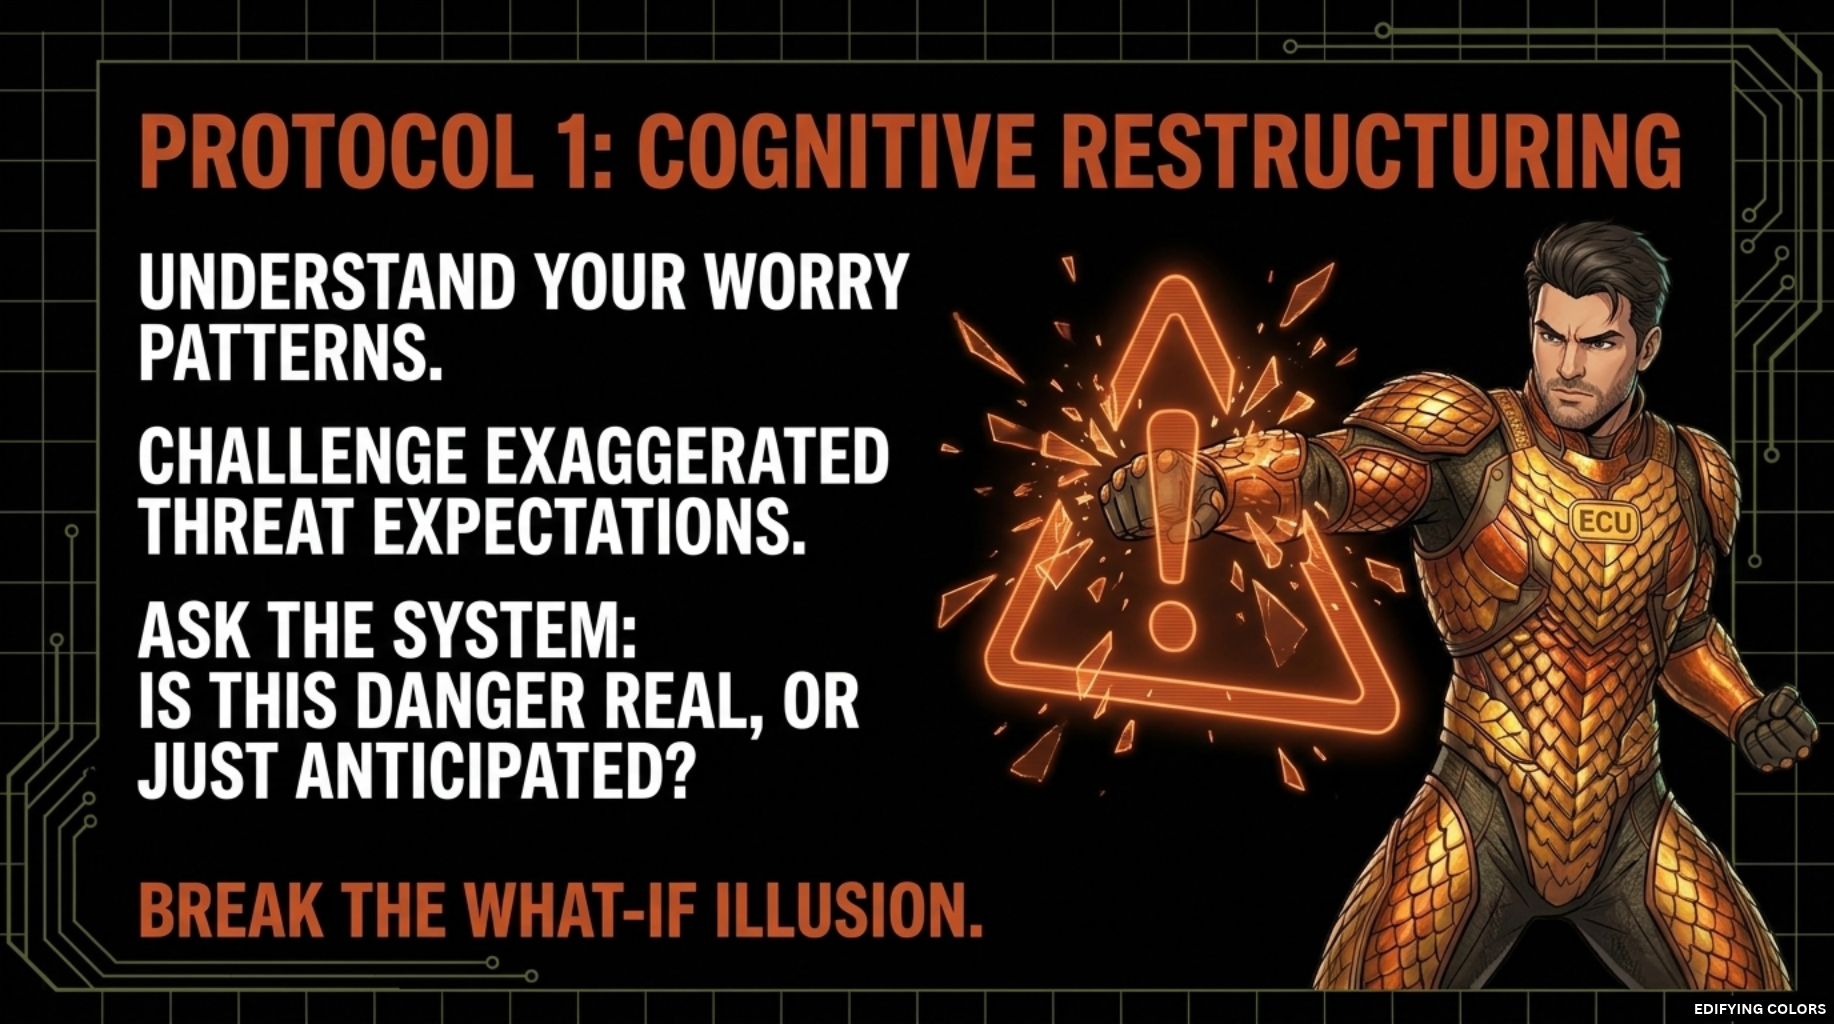 PROTOCOL 1: COGNITIVE RESTRUCTURING
UNDERSTAND YOUR WORRY
PATTERNS.
CHALLENGE EXAGGERATED
THREAT EXPECTATIONS.
ASK THE SYSTEM:
IS THIS DANGER REAL, OR
JUST ANTICIPATED?
BREAK THE WHAT-IF ILLUSION.
ECU
EDIFYING COLORS